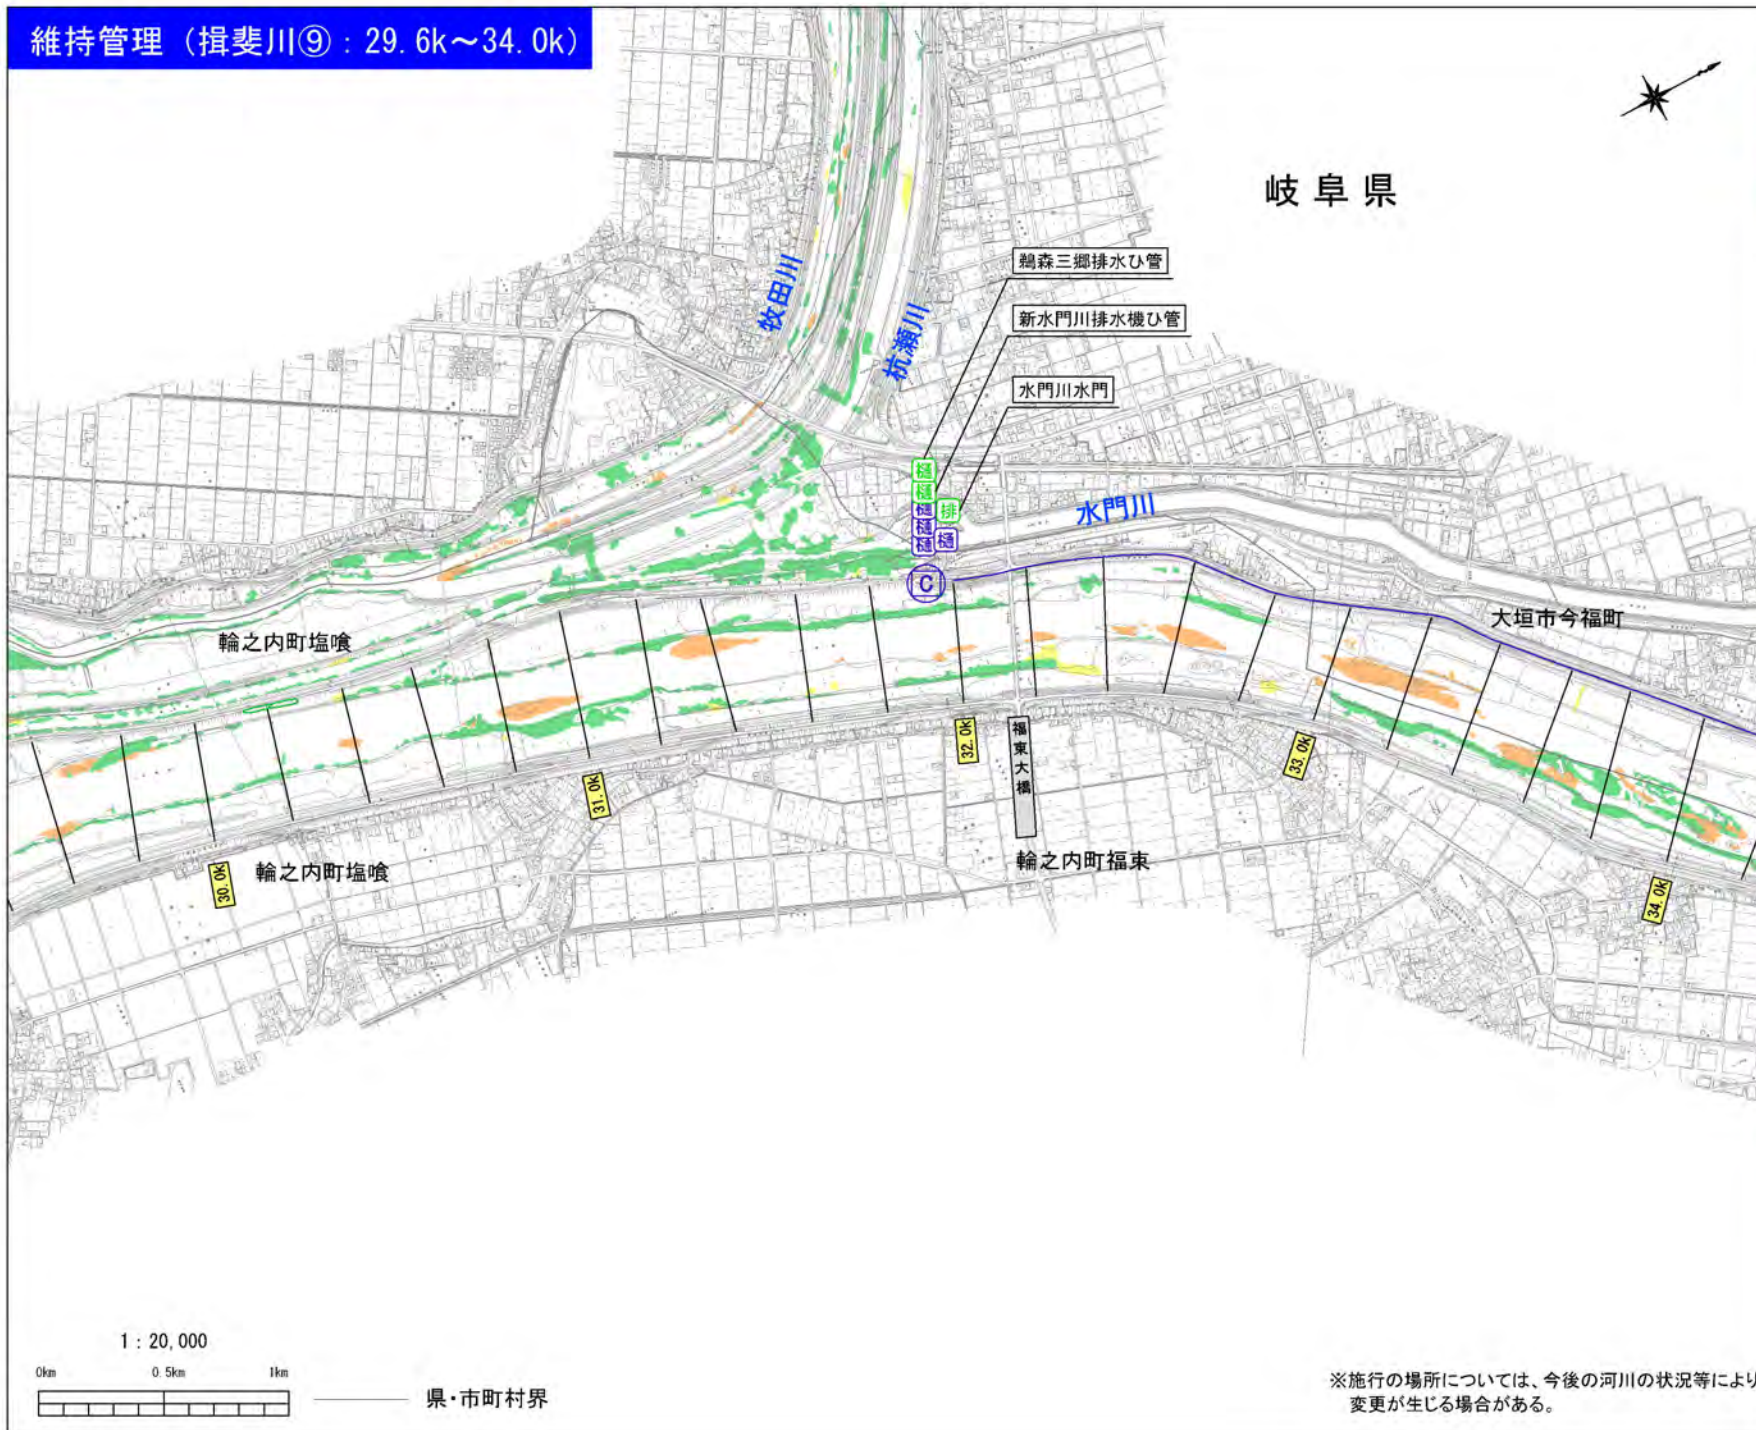 維持管理（揖斐川⑨：29.6k～34.0k）
岐阜県
鵜森三郷排水ひ管
新水門川排水機ひ管
水門川水門
牧田川
杭瀬川
樋
樋
樋
排
樋
樋
樋
C
水門川
大垣市今福町
輪之内町塩喰
32.0k
福東大橋
33.0k
31.0k
輪之内町塩喰
30.0k
輪之内町福東
34.0k
1：20,000
0km 0.5km 1km
県・市町村界
※施行の場所については、今後の河川の状況等により
変更が生じる場合がある。